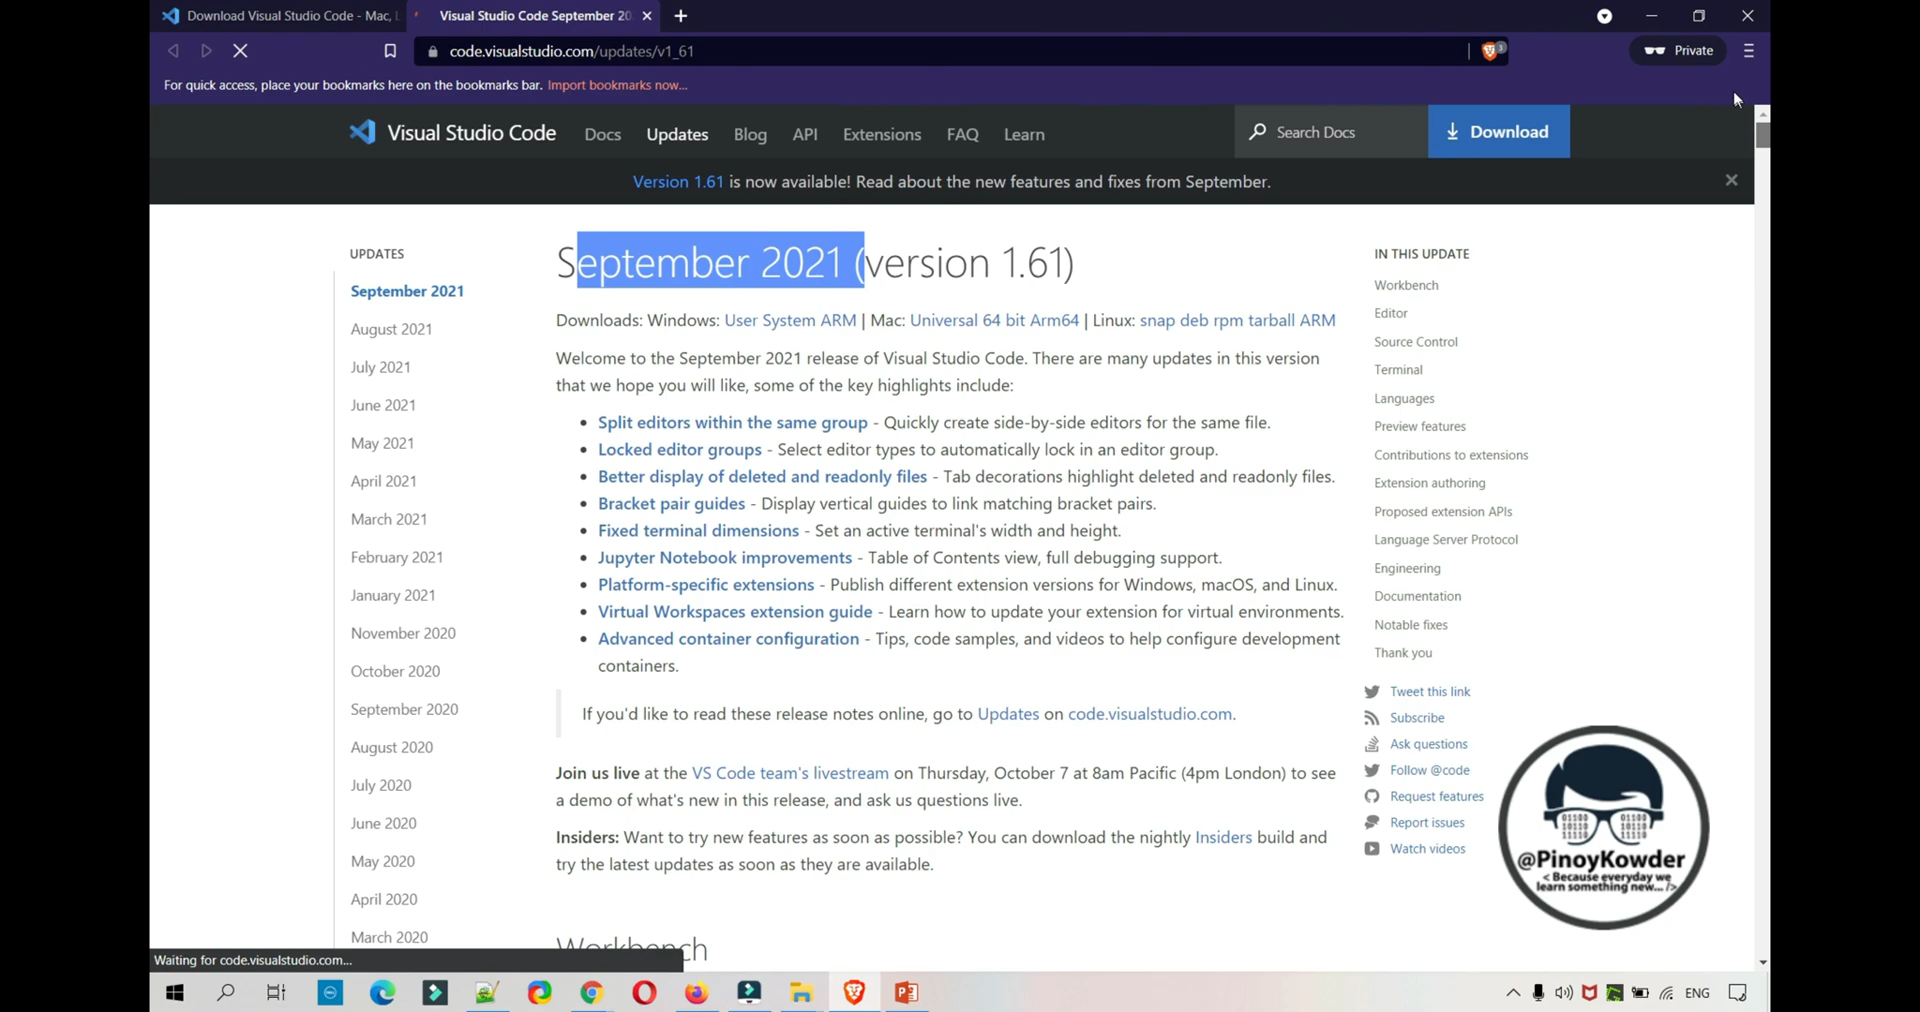 Download Visual Studio Code - Mac, L
Visual Studio Code September 20
code.visualstudio.com/updates/v1_61
3
Private
For quick access, place your bookmarks here on the bookmarks bar. Import bookmarks now...
Visual Studio Code
Docs
Updates
Blog
API
Extensions
FAQ
Learn
Search Docs
Download
Version 1.61 is now available! Read about the new features and fixes from September.
UPDATES
September 2021
August 2021
July 2021
June 2021
May 2021
April 2021
March 2021
February 2021
January 2021
November 2020
October 2020
September 2020
August 2020
July 2020
June 2020
May 2020
April 2020
March 2020
September 2021 (version 1.61)
Downloads: Windows: User System ARM | Mac: Universal 64 bit Arm64 | Linux: snap deb rpm tarball ARM
Welcome to the September 2021 release of Visual Studio Code. There are many updates in this version
that we hope you will like, some of the key highlights include:
• Split editors within the same group - Quickly create side-by-side editors for the same file.
• Locked editor groups - Select editor types to automatically lock in an editor group.
• Better display of deleted and readonly files - Tab decorations highlight deleted and readonly files.
• Bracket pair guides - Display vertical guides to link matching bracket pairs.
• Fixed terminal dimensions - Set an active terminal's width and height.
• Jupyter Notebook improvements - Table of Contents view, full debugging support.
• Platform-specific extensions - Publish different extension versions for Windows, macOS, and Linux.
• Virtual Workspaces extension guide - Learn how to update your extension for virtual environments.
• Advanced container configuration - Tips, code samples, and videos to help configure development
containers.
If you'd like to read these release notes online, go to Updates on code.visualstudio.com.
Join us live at the VS Code team's livestream on Thursday, October 7 at 8am Pacific (4pm London) to see
a demo of what's new in this release, and ask us questions live.
Insiders: Want to try new features as soon as possible? You can download the nightly Insiders build and
try the latest updates as soon as they are available.
Workbench
IN THIS UPDATE
Workbench
Editor
Source Control
Terminal
Languages
Preview features
Contributions to extensions
Extension authoring
Proposed extension APIs
Language Server Protocol
Engineering
Documentation
Notable fixes
Thank you
Tweet this link
Subscribe
Ask questions
Follow @code
Request features
Report issues
Watch videos
01101 01101
10110 10110
@PinoyKowder
< Because everyday we
learn something new... />
Waiting for code.visualstudio.com...
ENG